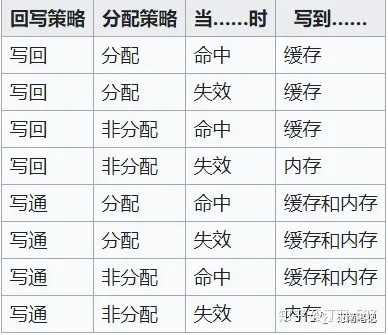 回写策略 分配策略 当……时 写到……
写回 分配 命中 缓存
写回 分配 失效 缓存
写回 非分配 命中 缓存
写回 非分配 失效 内存
写通 分配 命中 缓存和内存
写通 分配 失效 缓存和内存
写通 非分配 命中 缓存和内存
写通 非分配 失效 内存